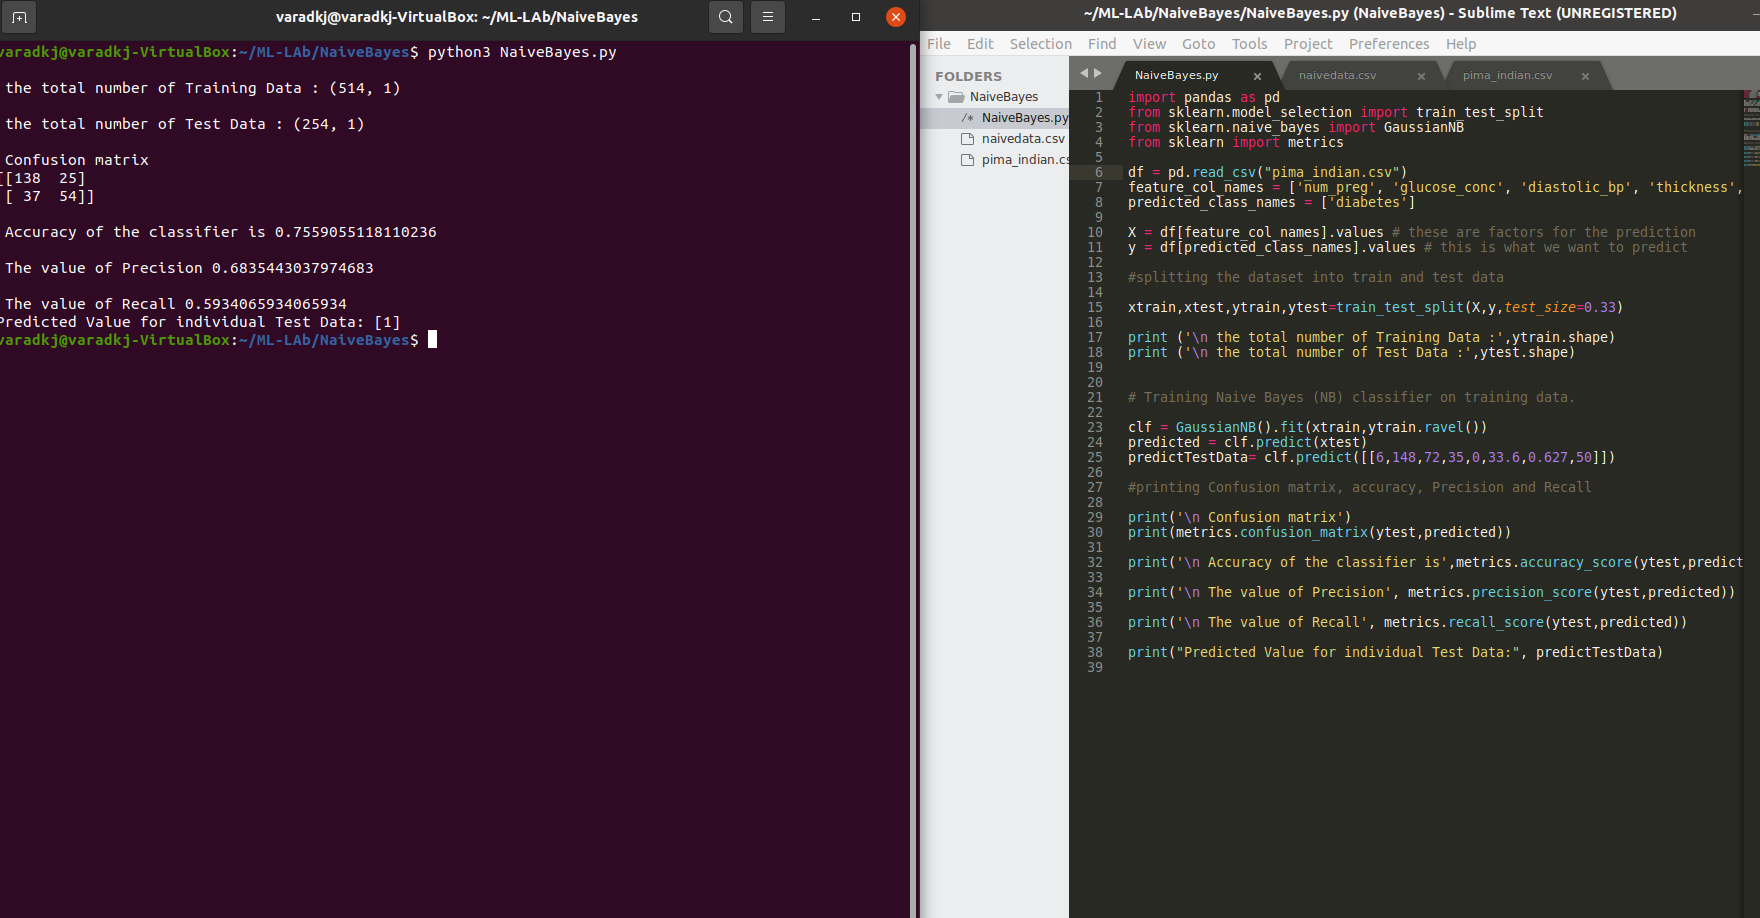 varadkj@varadkj-VirtualBox: ~/ML-LAb/NaiveBayes
varadkj@varadkj-VirtualBox:~/ML-LAb/NaiveBayes$ python3 NaiveBayes.py
the total number of Training Data : (514, 1)
the total number of Test Data : (254, 1)
Confusion matrix
[[138  25]
[ 37  54]]
Accuracy of the classifier is 0.7559055118110236
The value of Precision 0.6835443037974683
The value of Recall 0.5934065934065934
Predicted Value for individual Test Data: [1]
varadkj@varadkj-VirtualBox:~/ML-LAb/NaiveBayes$
~/ML-LAb/NaiveBayes/NaiveBayes.py (NaiveBayes) - Sublime Text (UNREGISTERED)
File Edit Selection Find View Goto Tools Project Preferences Help
FOLDERS
NaiveBayes
/* NaiveBayes.py
naivedata.csv
pima_indian.cs
NaiveBayes.py × naivedata.csv × pima_indian.csv ×
1 import pandas as pd
2 from sklearn.model_selection import train_test_split
3 from sklearn.naive_bayes import GaussianNB
4 from sklearn import metrics
5
6 df = pd.read_csv("pima_indian.csv")
7 feature_col_names = ['num_preg', 'glucose_conc', 'diastolic_bp', 'thickness',
8 predicted_class_names = ['diabetes']
9
10 X = df[feature_col_names].values # these are factors for the prediction
11 y = df[predicted_class_names].values # this is what we want to predict
12
13 #splitting the dataset into train and test data
14
15 xtrain,xtest,ytrain,ytest=train_test_split(X,y,test_size=0.33)
16
17 print ('\n the total number of Training Data :',ytrain.shape)
18 print ('\n the total number of Test Data :',ytest.shape)
19
20
21 # Training Naive Bayes (NB) classifier on training data.
22
23 clf = GaussianNB().fit(xtrain,ytrain.ravel())
24 predicted = clf.predict(xtest)
25 predictTestData= clf.predict([[6,148,72,35,0,33.6,0.627,50]])
26
27 #printing Confusion matrix, accuracy, Precision and Recall
28
29 print('\n Confusion matrix')
30 print(metrics.confusion_matrix(ytest,predicted))
31
32 print('\n Accuracy of the classifier is',metrics.accuracy_score(ytest,predict
33
34 print('\n The value of Precision', metrics.precision_score(ytest,predicted))
35
36 print('\n The value of Recall', metrics.recall_score(ytest,predicted))
37
38 print("Predicted Value for individual Test Data:", predictTestData)
39